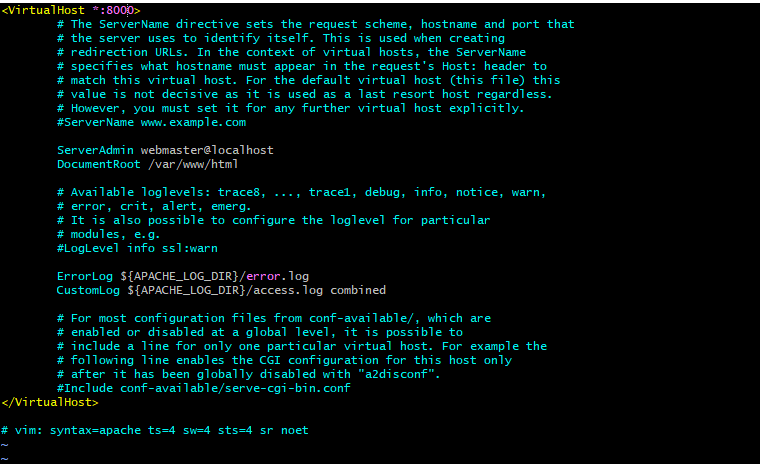 <VirtualHost *:8000>
# The ServerName directive sets the request scheme, hostname and port that
# the server uses to identify itself. This is used when creating
# redirection URLs. In the context of virtual hosts, the ServerName
# specifies what hostname must appear in the request's Host: header to
# match this virtual host. For the default virtual host (this file) this
# value is not decisive as it is used as a last resort host regardless.
# However, you must set it for any further virtual host explicitly.
#ServerName www.example.com
ServerAdmin webmaster@localhost
DocumentRoot /var/www/html
# Available loglevels: trace8, ..., trace1, debug, info, notice, warn,
# error, crit, alert, emerg.
# It is also possible to configure the loglevel for particular
# modules, e.g.
#LogLevel info ssl:warn
ErrorLog ${APACHE_LOG_DIR}/error.log
CustomLog ${APACHE_LOG_DIR}/access.log combined
# For most configuration files from conf-available/, which are
# enabled or disabled at a global level, it is possible to
# include a line for only one particular virtual host. For example the
# following line enables the CGI configuration for this host only
# after it has been globally disabled with "a2disconf".
#Include conf-available/serve-cgi-bin.conf
</VirtualHost>
# vim: syntax=apache ts=4 sw=4 sts=4 sr noet
~
~